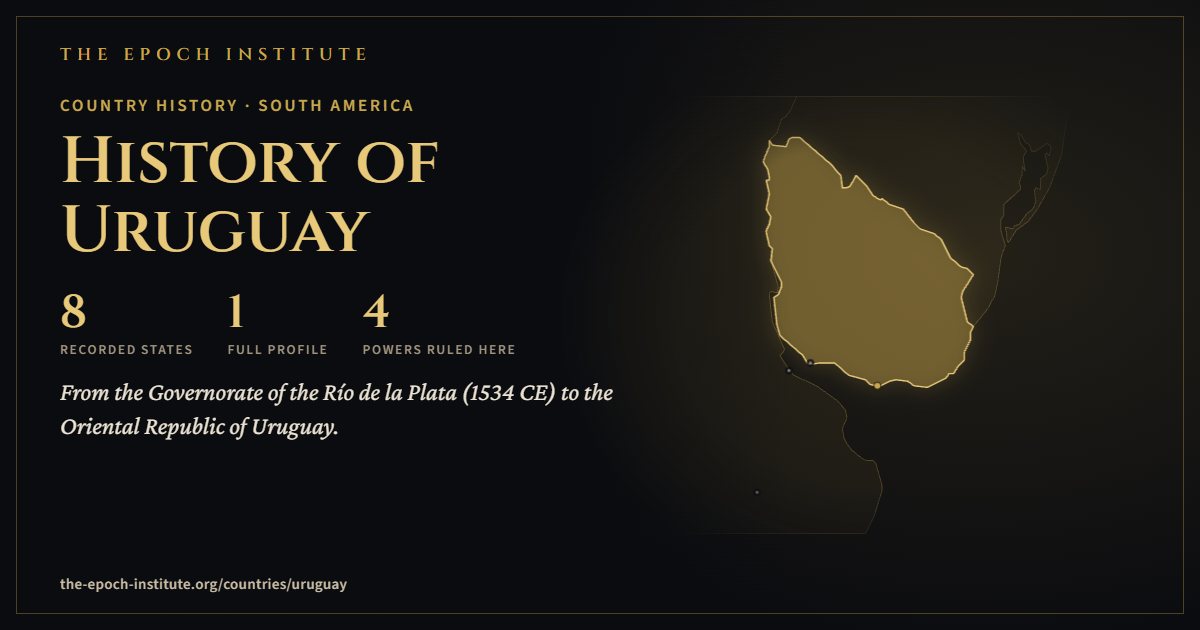 THE EPOCH INSTITUTE
COUNTRY HISTORY · SOUTH AMERICA
HISTORY OF
URUGUAY
8 1 4
RECORDED STATES FULL PROFILE POWERS RULED HERE
From the Governorate of the Río de la Plata (1534 CE) to the
Oriental Republic of Uruguay.
the-epoch-institute.org/countries/uruguay